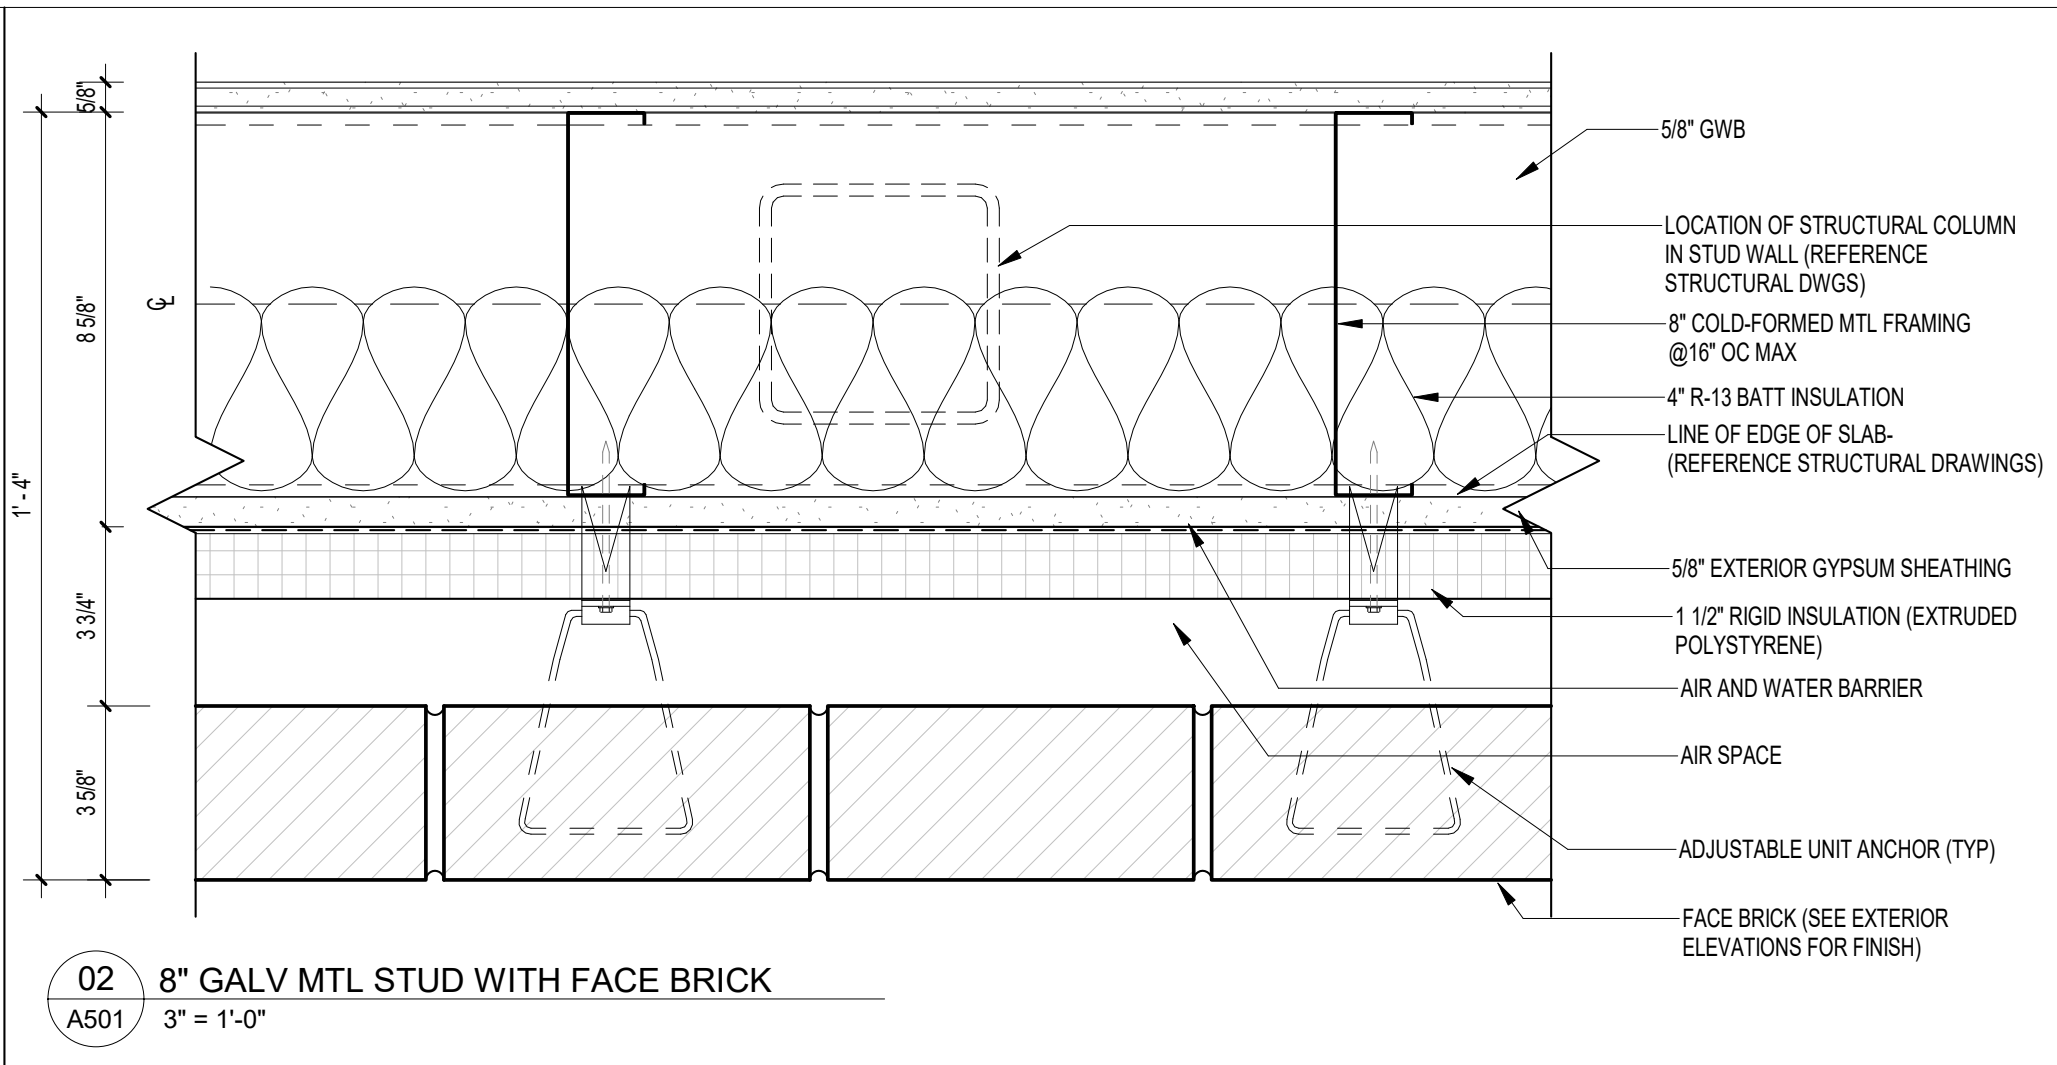 5/8"
8 5/8"
1' - 4"
3 3/4"
3 5/8"
℄
5/8" GWB
LOCATION OF STRUCTURAL COLUMN
IN STUD WALL (REFERENCE
STRUCTURAL DWGS)
8" COLD-FORMED MTL FRAMING
@16" OC MAX
4" R-13 BATT INSULATION
LINE OF EDGE OF SLAB-
(REFERENCE STRUCTURAL DRAWINGS)
5/8" EXTERIOR GYPSUM SHEATHING
1 1/2" RIGID INSULATION (EXTRUDED
POLYSTYRENE)
AIR AND WATER BARRIER
AIR SPACE
ADJUSTABLE UNIT ANCHOR (TYP)
FACE BRICK (SEE EXTERIOR
ELEVATIONS FOR FINISH)
02
A501
8" GALV MTL STUD WITH FACE BRICK
3" = 1'-0"